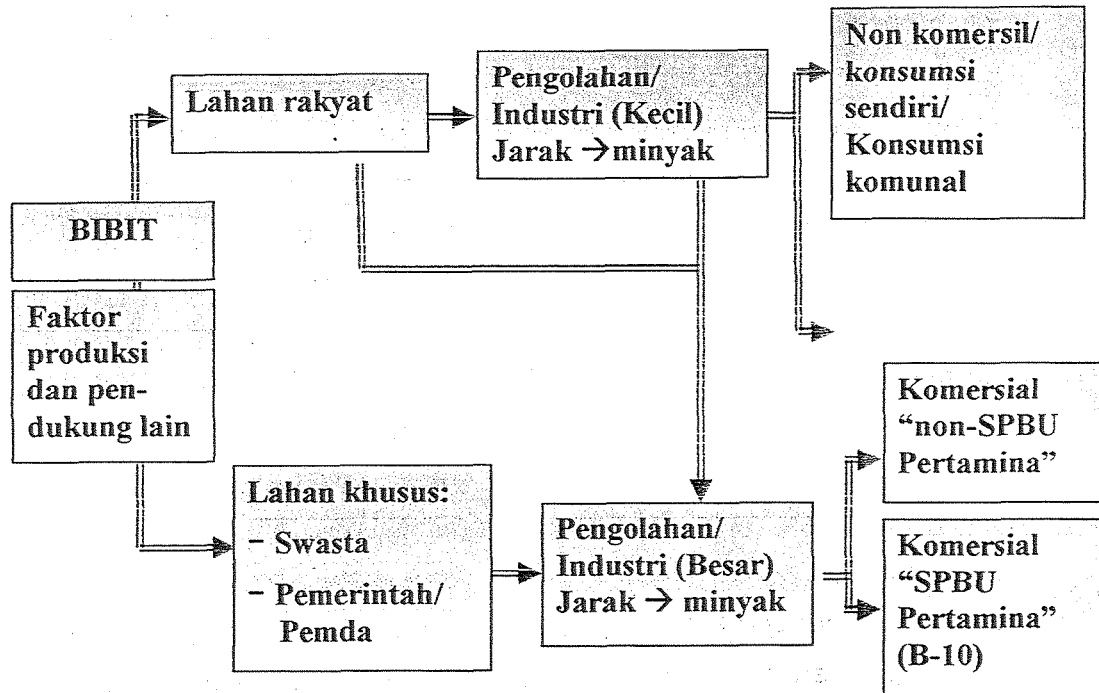 Lahan rakyat
Pengolahan/
Industri (Kecil)
Jarak →minyak
Non komersil/
konsumsi
sendiri/
Konsumsi
komunal
BIBIT
Faktor
produksi
dan pen-
dukung lain
Lahan khusus:
- Swasta
- Pemerintah/
Pemda
Pengolahan/
Industri (Besar)
Jarak → minyak
Komersial
“non-SPBU
Pertamina”
Komersial
“SPBU
Pertamina”
(B-10)